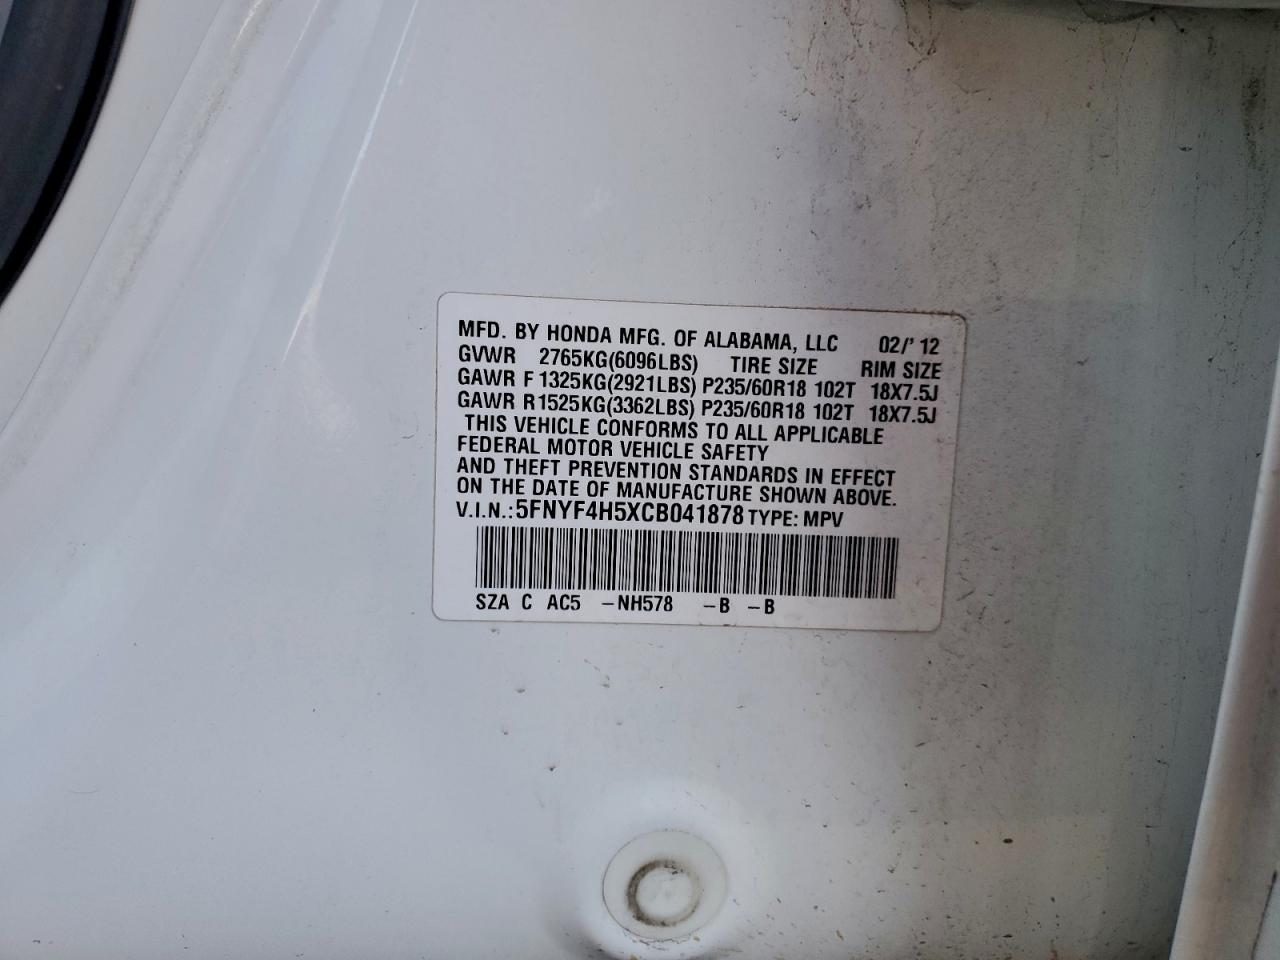 MFD. BY HONDA MFG. OF ALABAMA, LLC 02/'12
GVWR 2765KG(6096LBS) TIRE SIZE RIM SIZE
GAWR F 1325KG(2921LBS) P235/60R18 102T 18X7.5J
GAWR R1525KG(3362LBS) P235/60R18 102T 18X7.5J
THIS VEHICLE CONFORMS TO ALL APPLICABLE
FEDERAL MOTOR VEHICLE SAFETY
AND THEFT PREVENTION STANDARDS IN EFFECT
ON THE DATE OF MANUFACTURE SHOWN ABOVE.
V.I.N.:5FNYF4H5XCB041878 TYPE: MPV
SZA C AC5 –NH578 –B –B